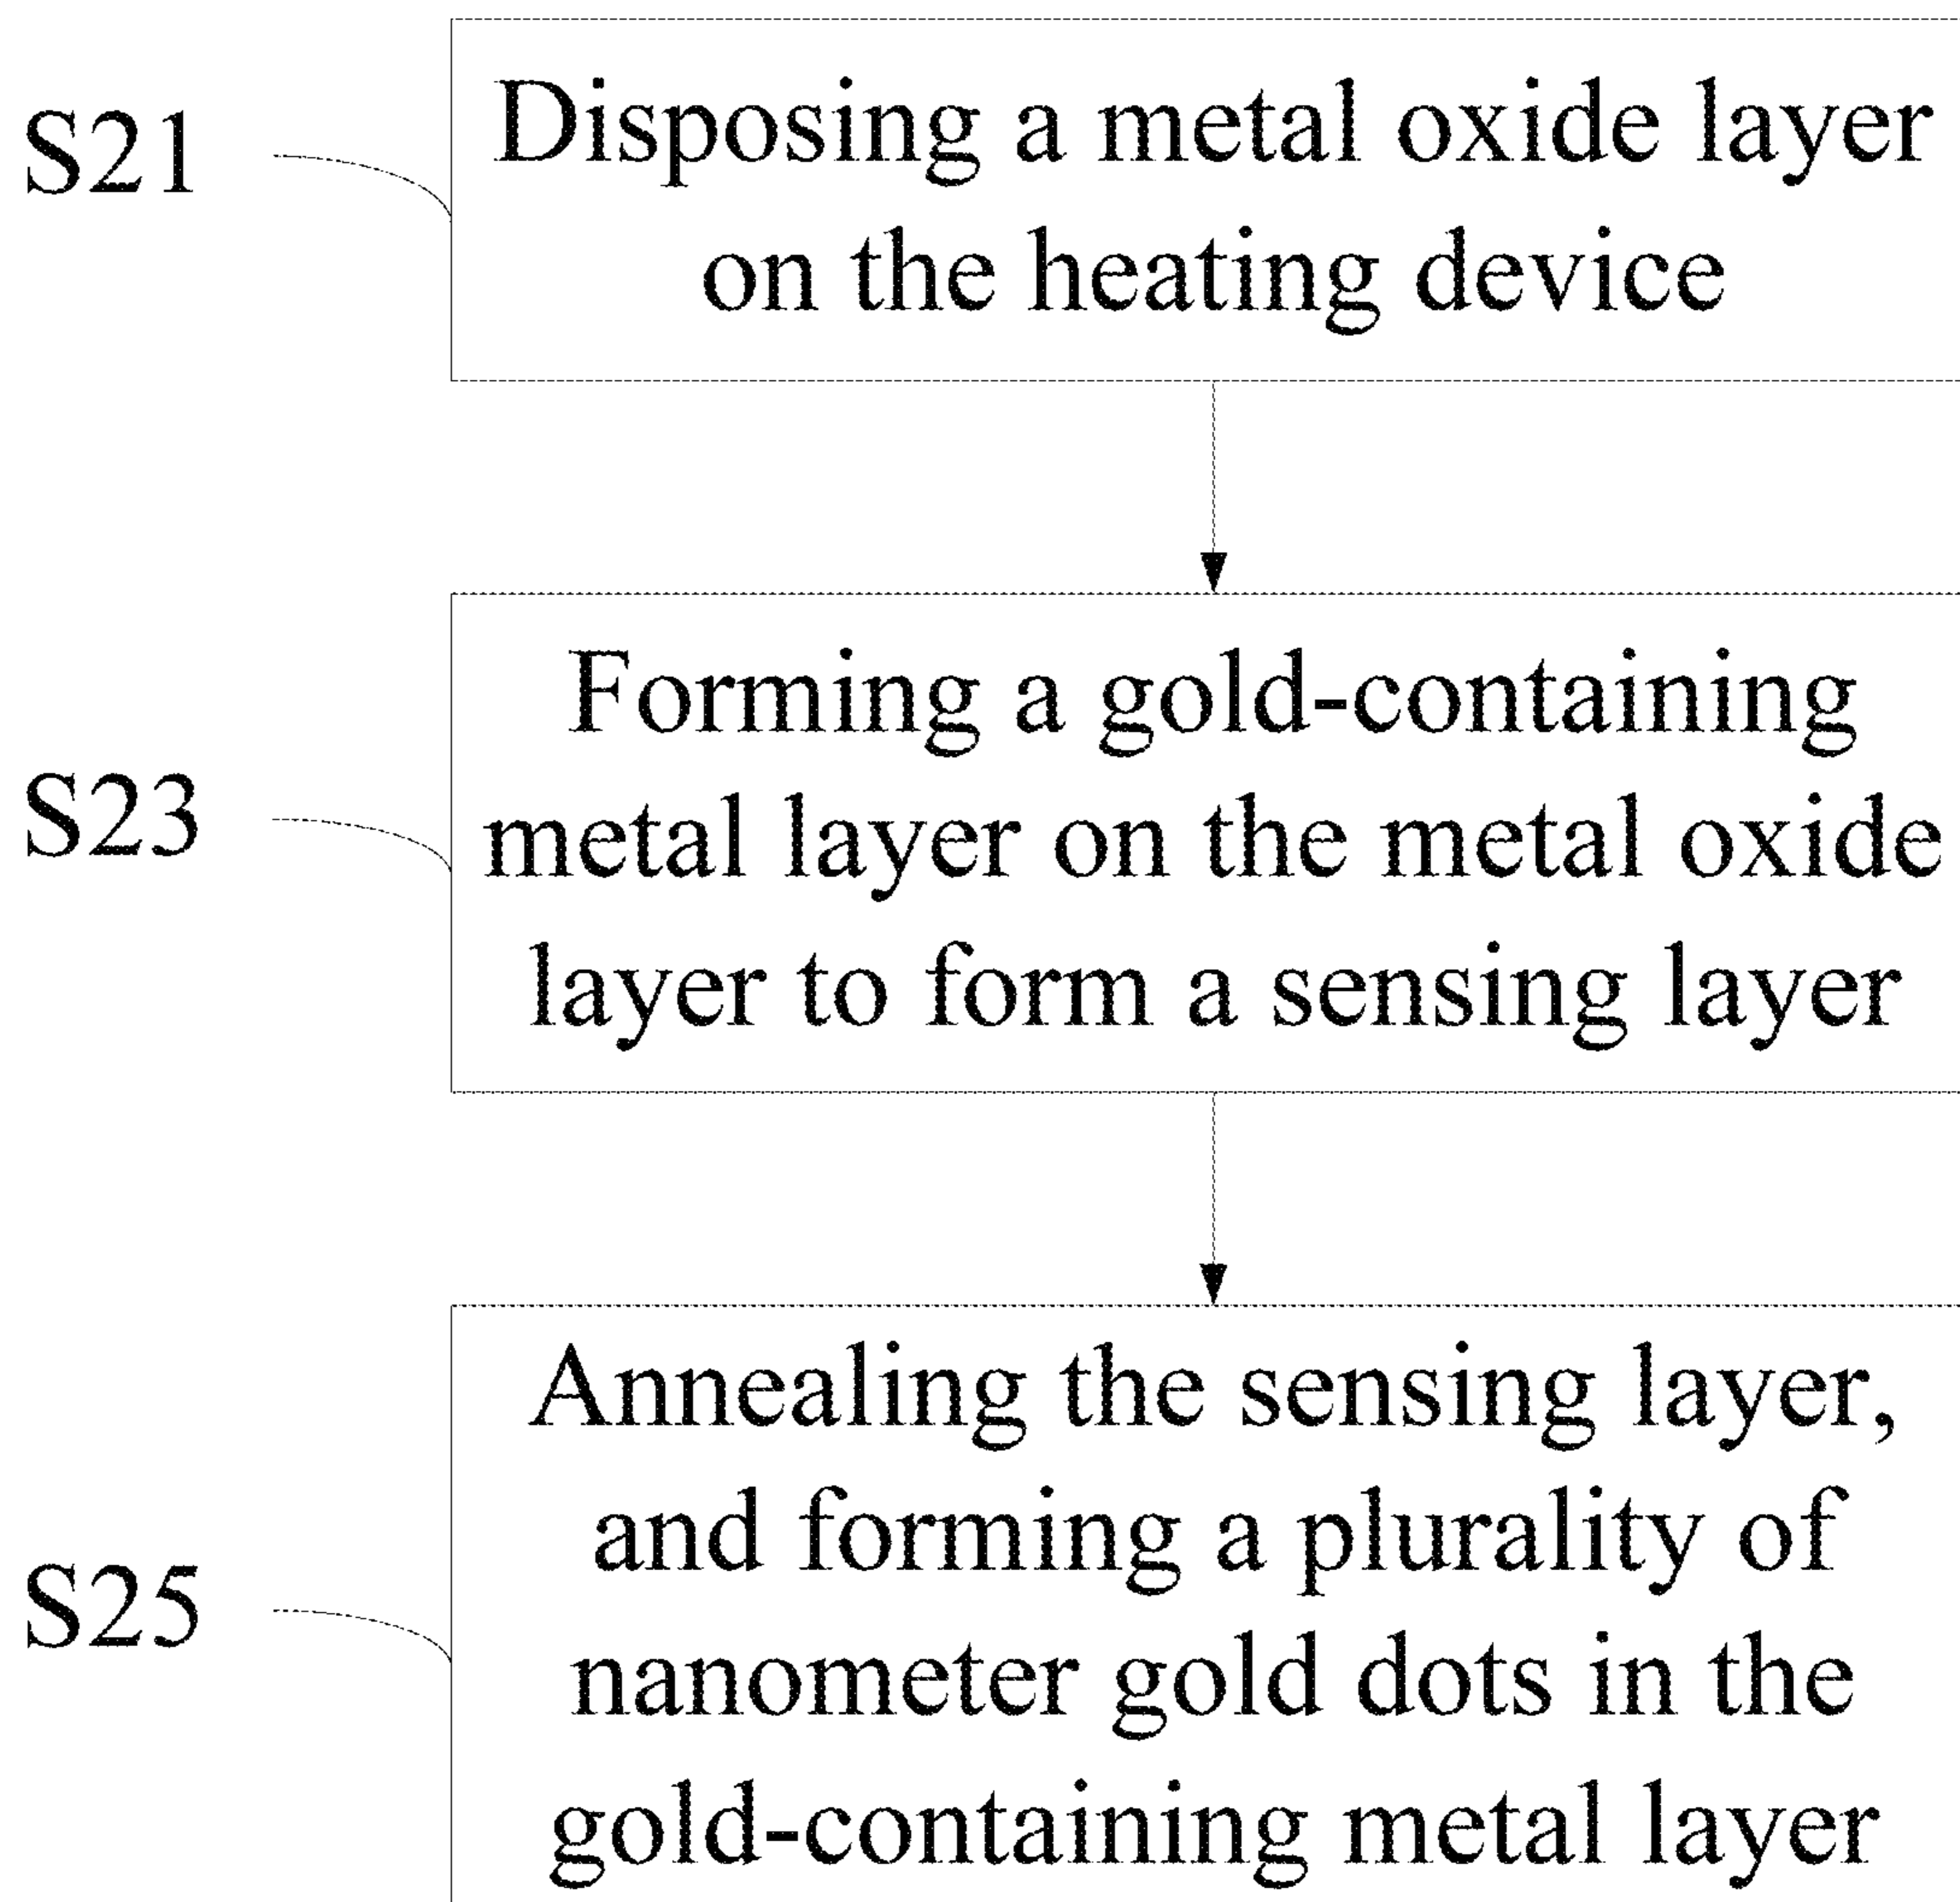 S21
Disposing a metal oxide layer
on the heating device
S23
Forming a gold-containing
metal layer on the metal oxide
layer to form a sensing layer
S25
Annealing the sensing layer,
and forming a plurality of
nanometer gold dots in the
gold-containing metal layer